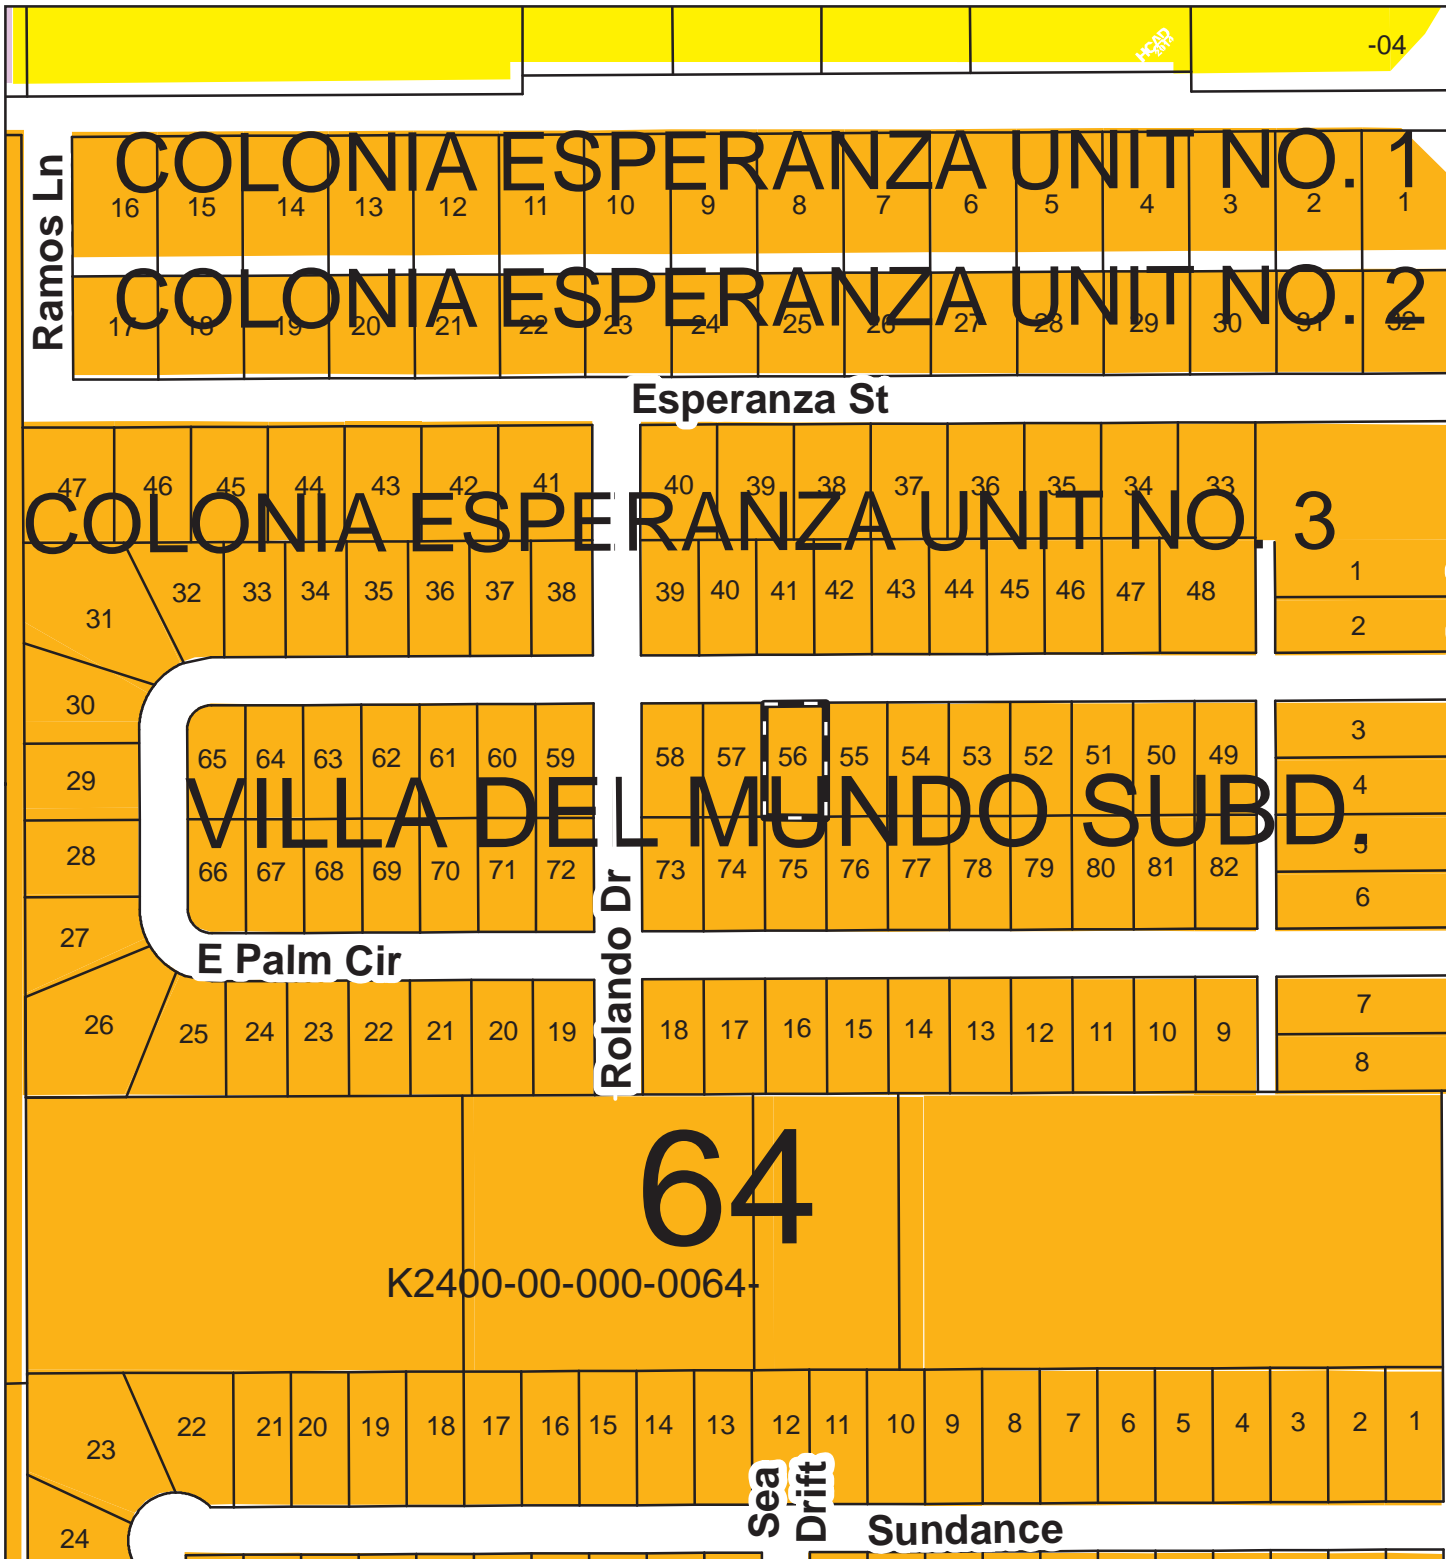 -04
HCAD
2013
Ramos Ln
COLONIA ESPERANZA UNIT NO. 1
16 15 14 13 12 11 10 9 8 7 6 5 4 3 2 1
COLONIA ESPERANZA UNIT NO. 2
17 18 19 20 21 22 23 24 25 26 27 28 29 30 31 32
Esperanza St
47 46 45 44 43 42 41 40 39 38 37 36 35 34 33
COLONIA ESPERANZA UNIT NO. 3
31 32 33 34 35 36 37 38 39 40 41 42 43 44 45 46 47 48 1
2
30
65 64 63 62 61 60 59 58 57 56 55 54 53 52 51 50 49 3
29 4
VILLA DEL MUNDO SUBD.
28 5
66 67 68 69 70 71 72 73 74 75 76 77 78 79 80 81 82 6
27
E Palm Cir
Rolando Dr
26 25 24 23 22 21 20 19 18 17 16 15 14 13 12 11 10 9 7
8
64
K2400-00-000-0064-
23 22 21 20 19 18 17 16 15 14 13 12 11 10 9 8 7 6 5 4 3 2 1
Sea
Drift
Sundance
24